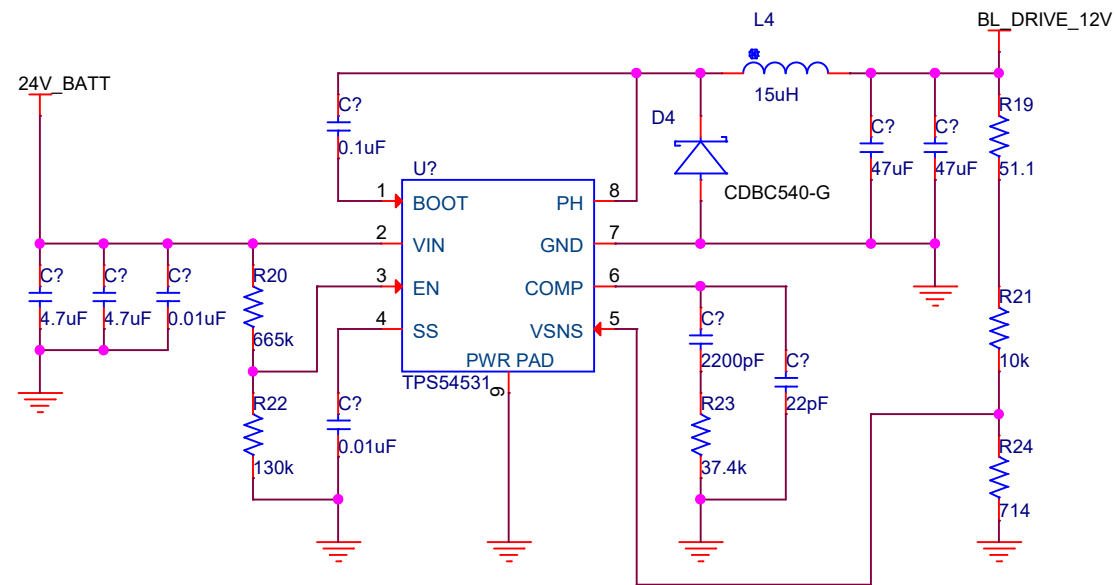 L4
BL_DRIVE_12V
15uH
24V_BATT
C?
0.1uF
D4
CDBC540-G
C?
47uF
C?
47uF
R19
51.1
U?
1
BOOT
PH
8
2
VIN
GND
7
3
EN
COMP
6
4
SS
VSNS
5
PWR PAD
TPS54531
9
C?
4.7uF
C?
4.7uF
C?
0.01uF
R20
665k
R22
130k
C?
0.01uF
C?
2200pF
C?
22pF
R23
37.4k
R21
10k
R24
714